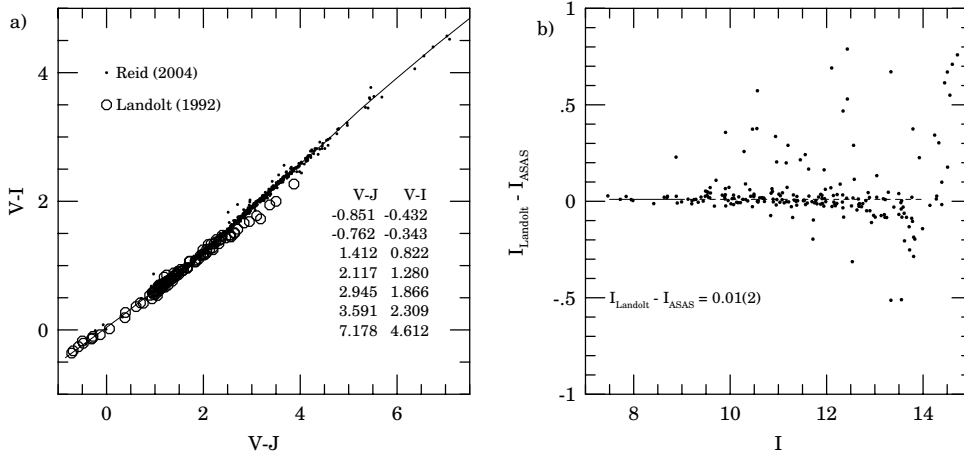 a)
Reid (2004)
Landolt (1992)
V-J V-I
-0.851 -0.432
-0.762 -0.343
1.412 0.822
2.117 1.280
2.945 1.866
3.591 2.309
7.178 4.612
4
2
0
V-I
0 2 4 6
V-J
b)
1
.5
0
-.5
-1
I_Landolt - I_ASAS
I_Landolt - I_ASAS = 0.01(2)
8 10 12 14
I